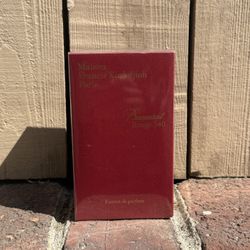 Maison
Francis Kurkdjian
Paris
Baccarat
Rouge 540
Extrait de parfum